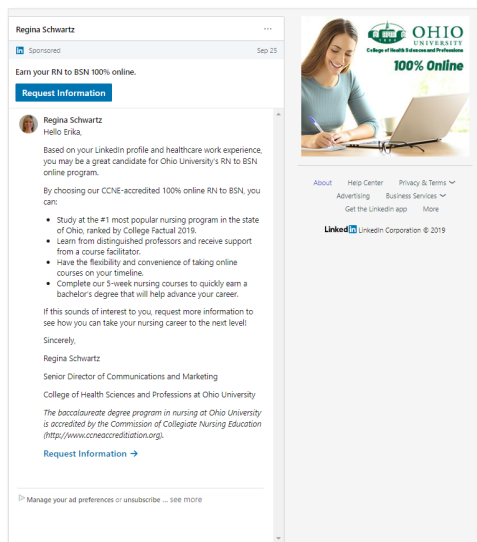 Regina Schwartz
...
in Sponsored
Sep 25
Earn your RN to BSN 100% online.
Request Information
Regina Schwartz
Hello Erika,
Based on your LinkedIn profile and healthcare work experience,
you may be a great candidate for Ohio University's RN to BSN
online program.
By choosing our CCNE-accredited 100% online RN to BSN, you
can:
• Study at the #1 most popular nursing program in the state
of Ohio, ranked by College Factual 2019.
• Learn from distinguished professors and receive support
from a course facilitator.
• Have the flexibility and convenience of taking online
courses on your timeline.
• Complete our 5-week nursing courses to quickly earn a
bachelor's degree that will help advance your career.
If this sounds of interest to you, request more information to
see how you can take your nursing career to the next level!
Sincerely,
Regina Schwartz
Senior Director of Communications and Marketing
College of Health Sciences and Professions at Ohio University
The baccalaureate degree program in nursing at Ohio University
is accredited by the Commission of Collegiate Nursing Education
(http://www.ccneaccreditiation.org).
Request Information →
Manage your ad preferences or unsubscribe ... see more
OHIO
UNIVERSITY
College of Health Sciences and Professions
100% Online
About Help Center Privacy & Terms
Advertising Business Services
Get the LinkedIn app More
Linked in LinkedIn Corporation © 2019